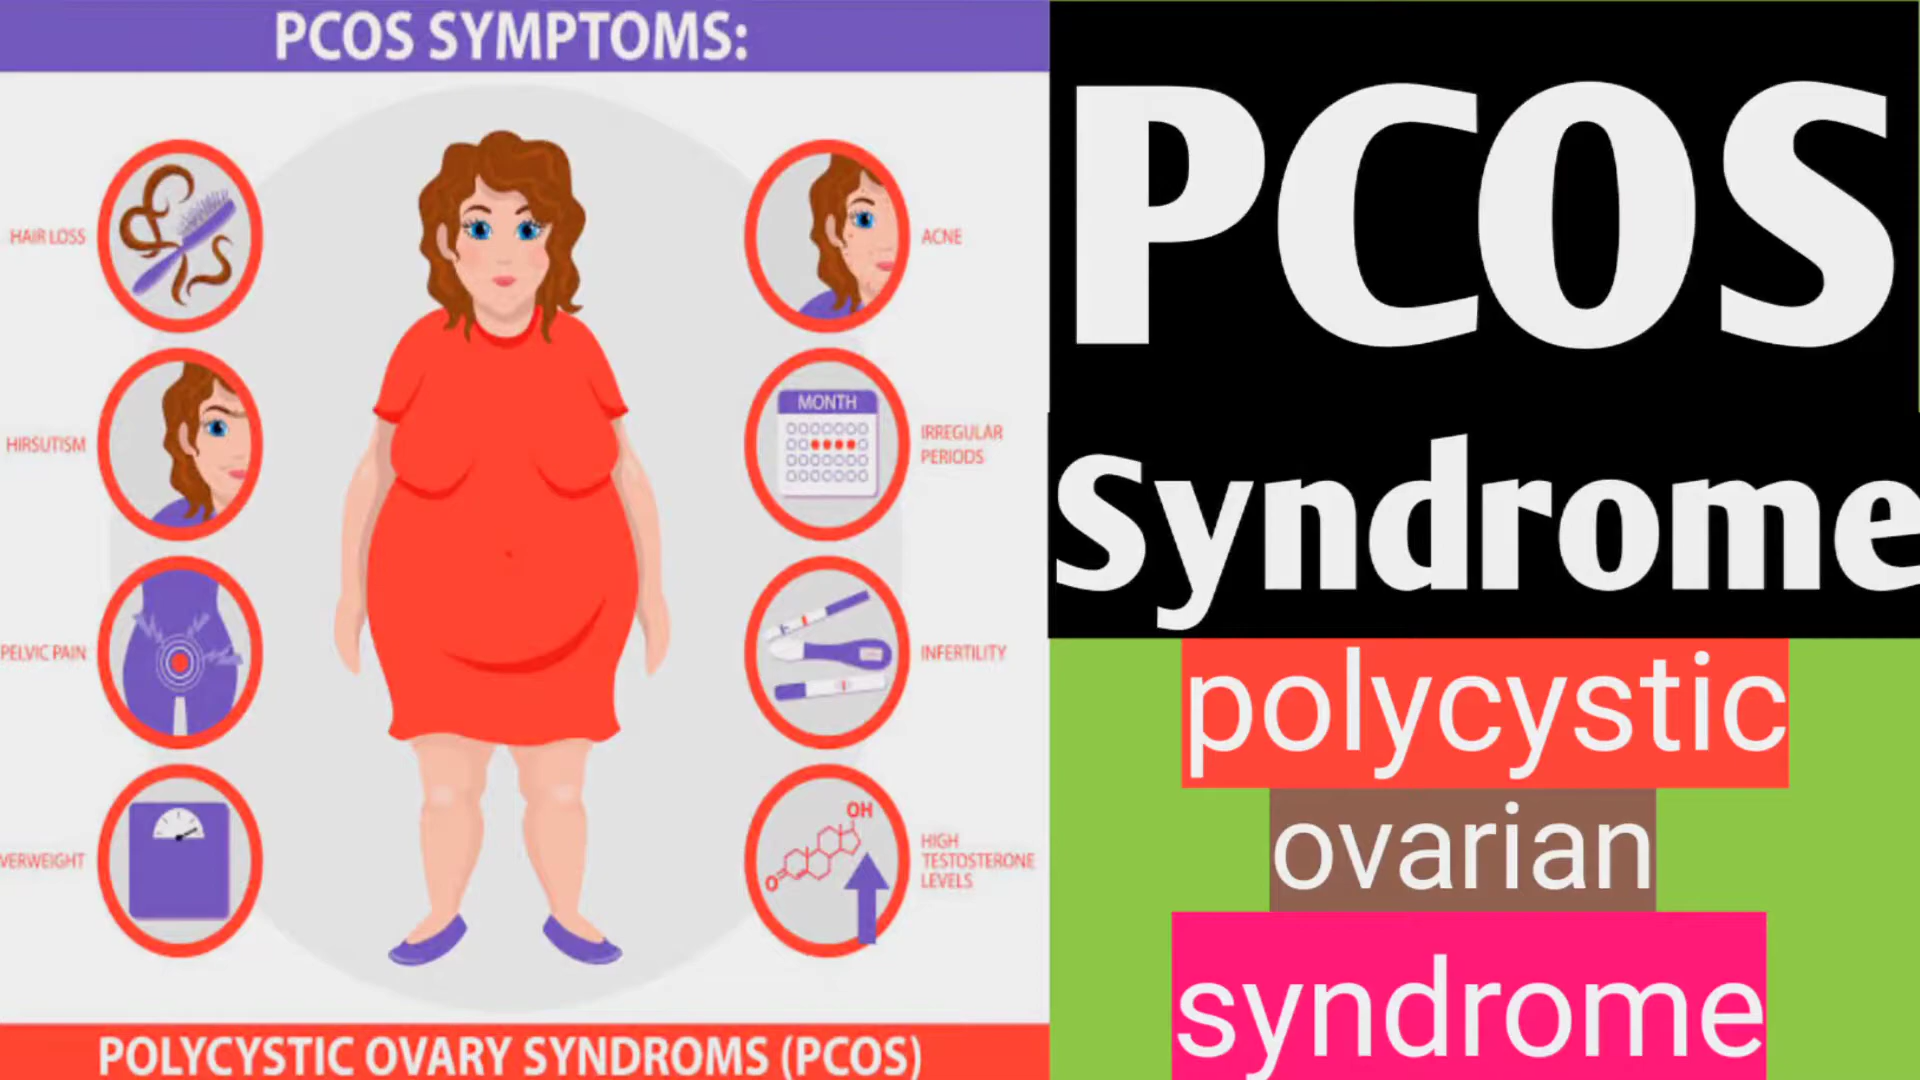 PCOS SYMPTOMS:
HAIR LOSS
HIRSUTISM
PELVIC PAIN
VERWEIGHT
ACNE
MONTH
IRREGULAR
PERIODS
INFERTILITY
OH
O
HIGH
TESTOSTERONE
LEVELS
POLYCYSTIC OVARY SYNDROMS (PCOS)
PCOS
Syndrome
polycystic
ovarian
syndrome